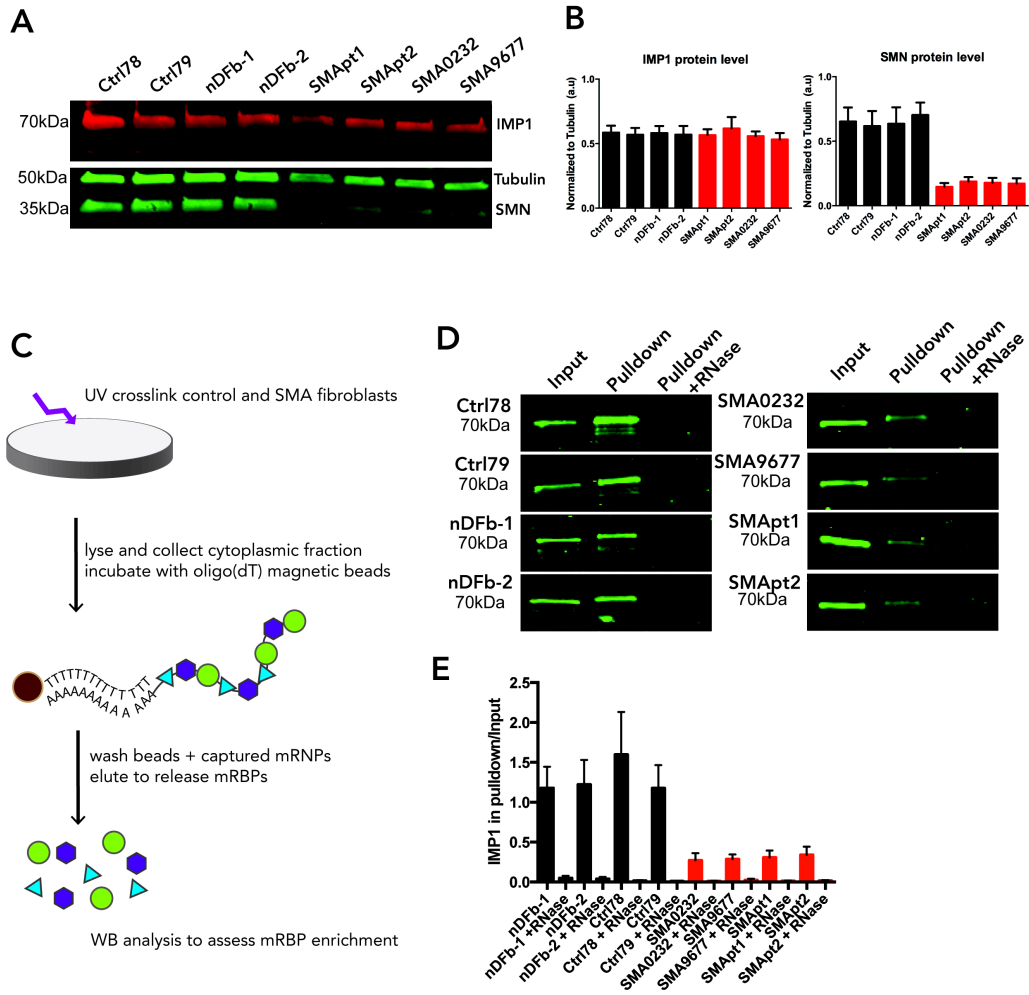 A
Ctrl78
Ctrl79
nDFb-1
nDFb-2
SMApt1
SMApt2
SMA0232
SMA9677
70kDa
IMP1
50kDa
Tubulin
35kDa
SMN
B
IMP1 protein level
Normalized to Tubulin (a.u)
1.0
0.5
0.0
Ctrl78
Ctrl79
nDFb-1
nDFb-2
SMApt1
SMApt2
SMA0232
SMA9677
SMN protein level
Normalized to Tubulin (a.u)
1.0
0.5
0.0
Ctrl78
Ctrl79
nDFb-1
nDFb-2
SMApt1
SMApt2
SMA0232
SMA9677
C
UV crosslink control and SMA fibroblasts
lyse and collect cytoplasmic fraction
incubate with oligo(dT) magnetic beads
wash beads + captured mRNPs
elute to release mRBPs
WB analysis to assess mRBP enrichment
D
Input
Pulldown
Pulldown
+RNase
Ctrl78
70kDa
Ctrl79
70kDa
nDFb-1
70kDa
nDFb-2
70kDa
Input
Pulldown
Pulldown
+RNase
SMA0232
70kDa
SMA9677
70kDa
SMApt1
70kDa
SMApt2
70kDa
E
IMP1 in pulldown/Input
2.5
2.0
1.5
1.0
0.5
0.0
nDFb-1
nDFb-1 +RNase
nDFb-2
nDFb-2 + RNase
Ctrl78
Ctrl78 + RNase
Ctrl79
Ctrl79 + RNase
SMA0232
SMA0232 + RNase
SMA9677
SMA9677 + RNase
SMApt1
SMApt1 + RNase
SMApt2
SMApt2 + RNase